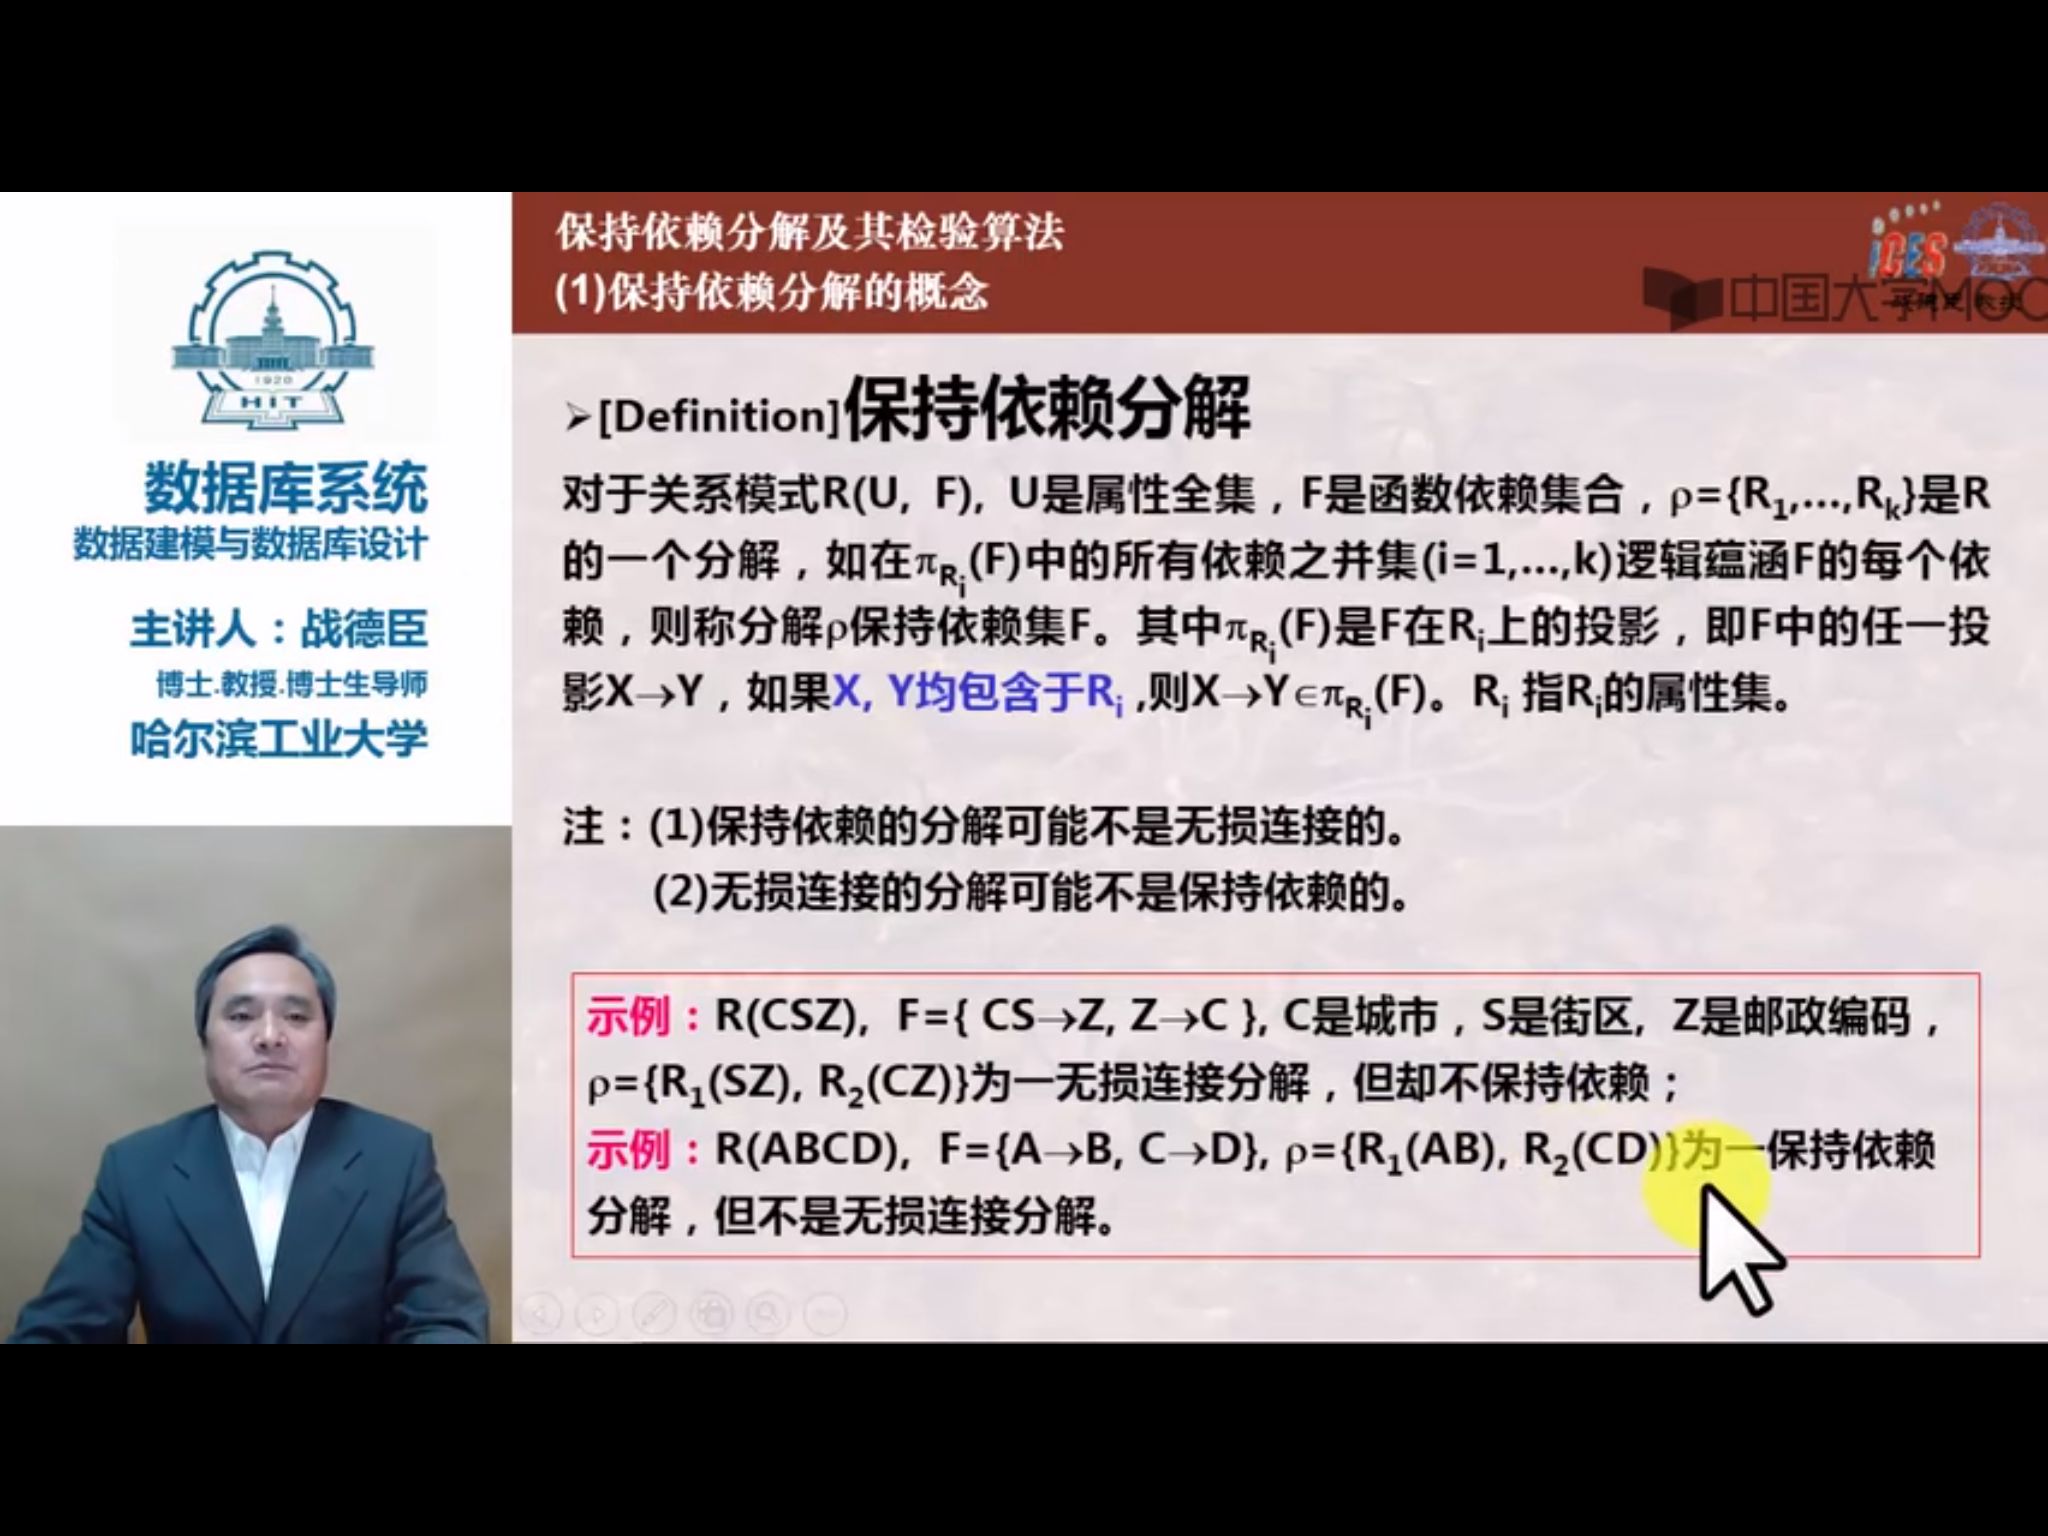 1920
HIT
数据库系统
数据建模与数据库设计
主讲人：战德臣
博士.教授.博士生导师
哈尔滨工业大学
保持依赖分解及其检验算法
(1)保持依赖分解的概念
iCES
中国大学MOO
➢[Definition]保持依赖分解
对于关系模式R(U, F), U是属性全集，F是函数依赖集合，ρ={R₁,...,Rₖ}是R
的一个分解，如在π_Rᵢ(F)中的所有依赖之并集(i=1,...,k)逻辑蕴涵F的每个依
赖，则称分解ρ保持依赖集F。其中π_Rᵢ(F)是F在Rᵢ上的投影，即F中的任一投
影X→Y，如果X, Y均包含于Rᵢ ,则X→Y∈π_Rᵢ(F)。Rᵢ 指Rᵢ的属性集。
注：(1)保持依赖的分解可能不是无损连接的。
(2)无损连接的分解可能不是保持依赖的。
示例：R(CSZ), F={ CS→Z, Z→C }, C是城市，S是街区, Z是邮政编码，
ρ={R₁(SZ), R₂(CZ)}为一无损连接分解，但却不保持依赖；
示例：R(ABCD), F={A→B, C→D}, ρ={R₁(AB), R₂(CD)}为一保持依赖
分解，但不是无损连接分解。